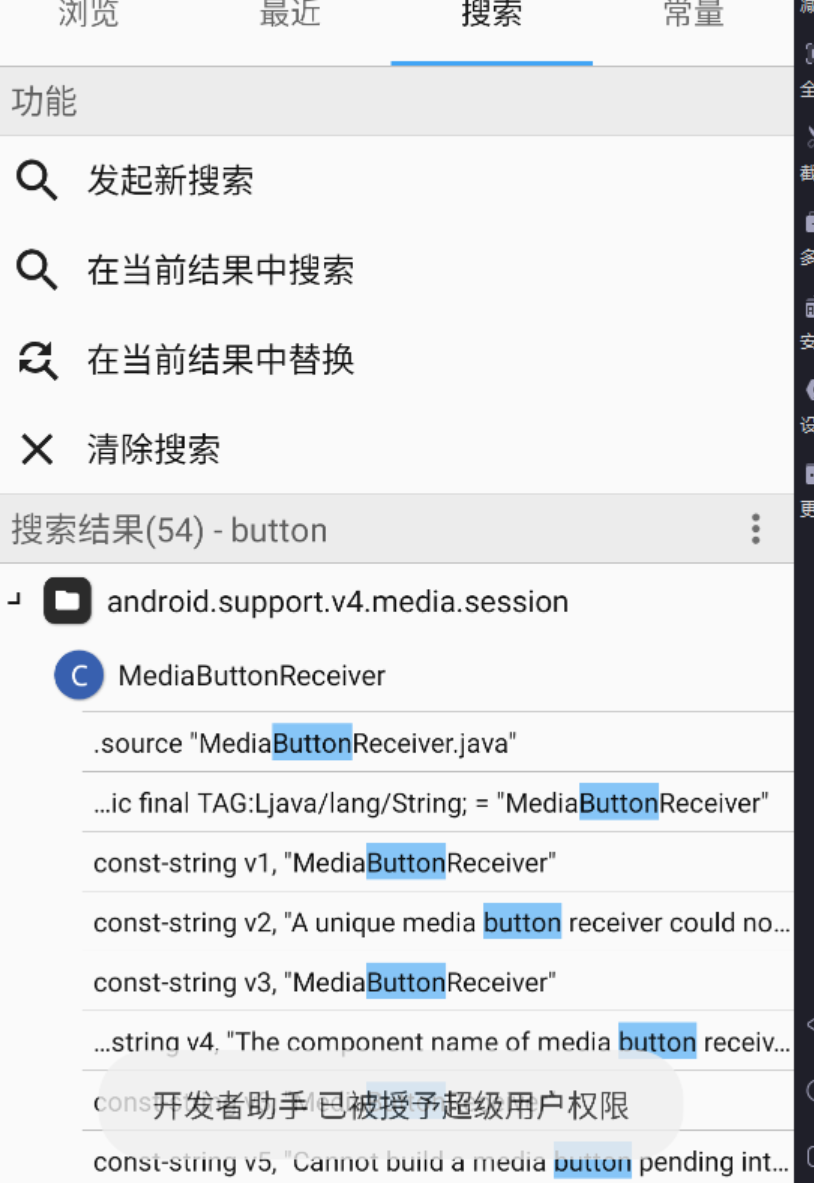 浏览 最近 搜索 常量
功能
发起新搜索
在当前结果中搜索
在当前结果中替换
清除搜索
搜索结果(54) - button
android.support.v4.media.session
C MediaButtonReceiver
.source "MediaButtonReceiver.java"
...ic final TAG:Ljava/lang/String; = "MediaButtonReceiver"
const-string v1, "MediaButtonReceiver"
const-string v2, "A unique media button receiver could no...
const-string v3, "MediaButtonReceiver"
...string v4, "The component name of media button receiv...
开发者助手 已被授予超级用户权限
const-string v5, "Cannot build a media button pending int...
全
截
多
安
设
更